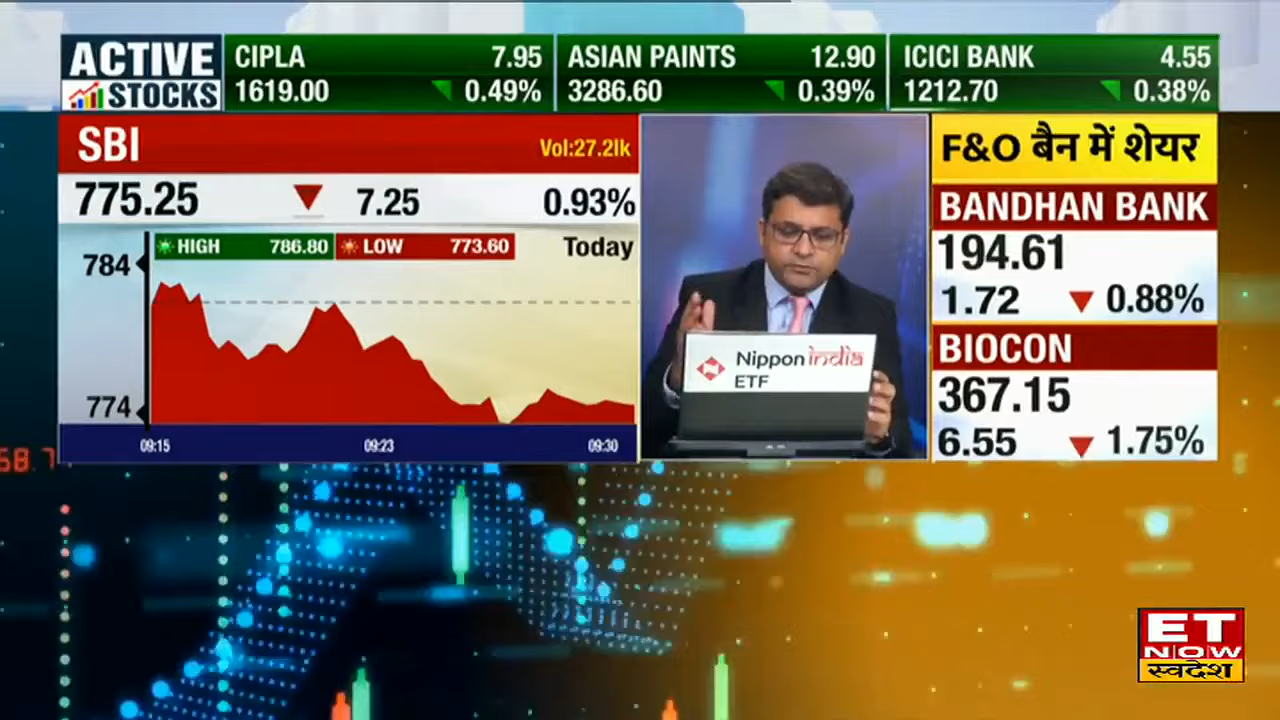 ACTIVE
STOCKS
CIPLA 7.95
1619.00 0.49%
ASIAN PAINTS 12.90
3286.60 0.39%
ICICI BANK 4.55
1212.70 0.38%
SBI Vol:27.2lk
775.25 7.25 0.93%
HIGH 786.80 LOW 773.60 Today
784
774
09:15 09:23 09:30
Nippon india
ETF
F&O बैन में शेयर
BANDHAN BANK
194.61
1.72 0.88%
BIOCON
367.15
6.55 1.75%
58.7
ET
NOW
स्वदेश